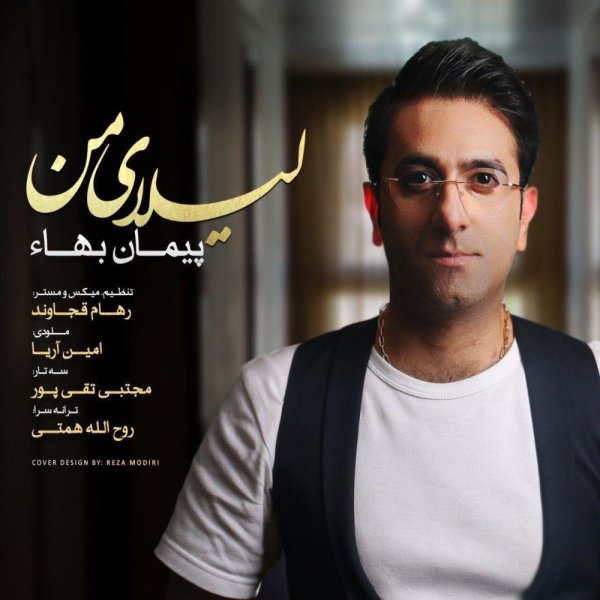 لیلای من
پیمان بهاء
تنظیم، میکس و مستر:
رهام قجاوند
ملودی:
امین آریا
سه تار:
مجتبی تقی پور
ترانه سرا:
روح الله همتی
COVER DESIGN BY: REZA MODIRI